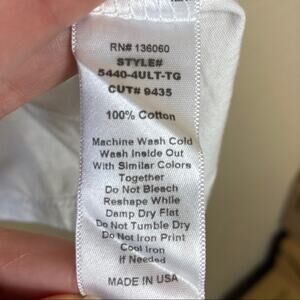 RN# 136060
STYLE#
5440-4ULT-TG
CUT# 9435
100% Cotton
Machine Wash Cold
Wash Inside Out
With Similar Colors
Together
Do Not Bleach
Reshape While
Damp Dry Flat
Do Not Tumble Dry
Do Not Iron Print
Cool Iron
If Needed
MADE IN USA